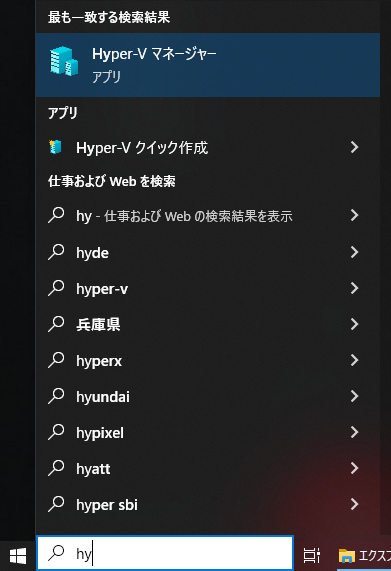 最も一致する検索結果
Hyper-V マネージャー
アプリ
アプリ
Hyper-V クイック作成
仕事および Web を検索
hy - 仕事および Web の検索結果を表示
hyde
hyper-v
兵庫県
hyperx
hyundai
hypixel
hyatt
hyper sbi
hy
エクスプ